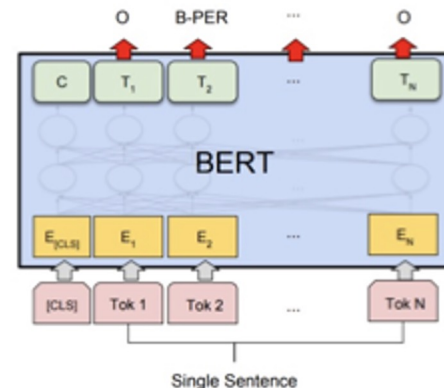 O B-PER ... O
C T1 T2 ... TN
BERT
E[CLS] E1 E2 ... EN
[CLS] Tok 1 Tok 2 ... Tok N
Single Sentence